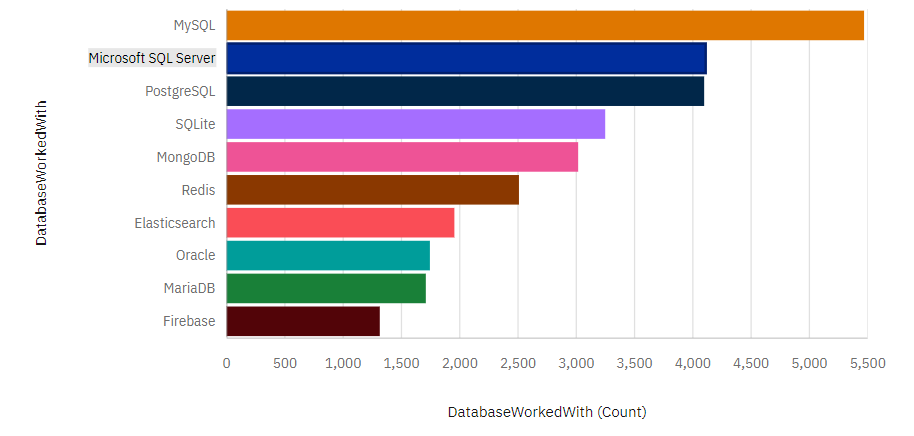 MySQL
Microsoft SQL Server
PostgreSQL
SQLite
MongoDB
Redis
Elasticsearch
Oracle
MariaDB
Firebase
DatabaseWorkedWith
0 500 1,000 1,500 2,000 2,500 3,000 3,500 4,000 4,500 5,000 5,500
DatabaseWorkedWith (Count)